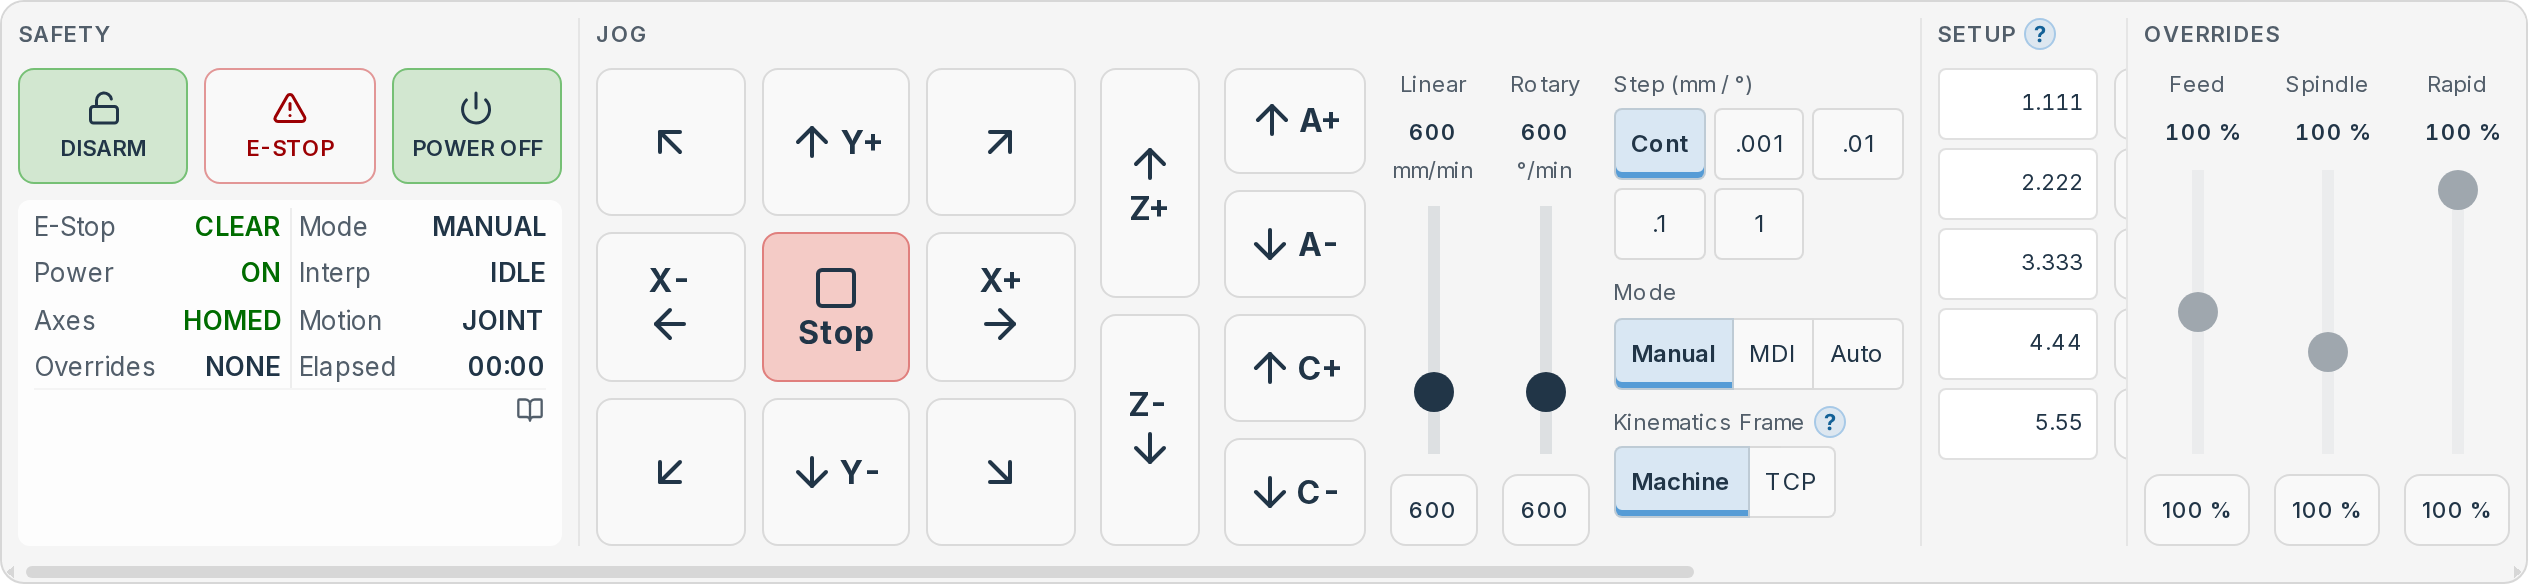 SAFETY
DISARM
E-STOP
POWER OFF
E-Stop CLEAR Mode MANUAL
Power ON Interp IDLE
Axes HOMED Motion JOINT
Overrides NONE Elapsed 00:00
JOG
Y+
X-
Stop
X+
Y-
Z+
Z-
A+
A-
C+
C-
Linear
600
mm/min
600
Rotary
600
°/min
600
Step (mm / °)
Cont .001 .01
.1 1
Mode
Manual MDI Auto
Kinematics Frame ?
Machine TCP
SETUP ?
1.111
2.222
3.333
4.44
5.55
OVERRIDES
Feed Spindle Rapid
100 % 100 % 100 %
100 % 100 % 100 %